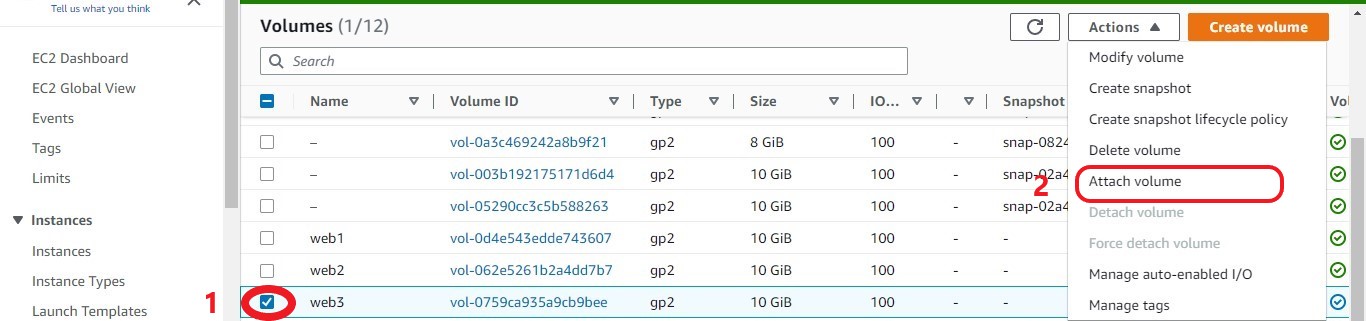 Tell us what you think
EC2 Dashboard
EC2 Global View
Events
Tags
Limits
Instances
Instances
Instance Types
Launch Templates
Volumes (1/12)
Actions
Create volume
Search
Name Volume ID Type Size IO... Snapshot Vol
gp2
– vol-0a3c469242a8b9f21 gp2 8 GiB 100 - snap-0824
– vol-003b192175171d6d4 gp2 10 GiB 100 - snap-02a4
– vol-05290cc3c5b588263 gp2 10 GiB 100 - snap-02a4
web1 vol-0d4e543edde743607 gp2 10 GiB 100 - -
web2 vol-062e5261b2a4dd7b7 gp2 10 GiB 100 - -
1 web3 vol-0759ca935a9cb9bee gp2 10 GiB 100 - -
Modify volume
Create snapshot
Create snapshot lifecycle policy
Delete volume
2 Attach volume
Detach volume
Force detach volume
Manage auto-enabled I/O
Manage tags